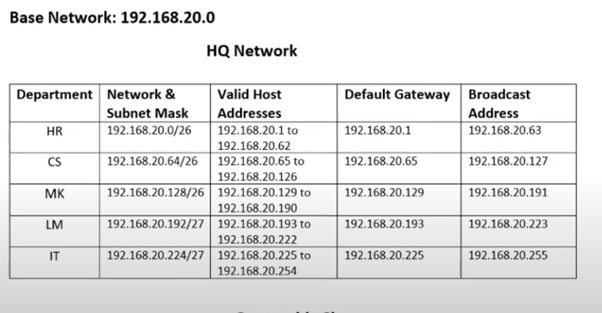 Base Network: 192.168.20.0
HQ Network
Department Network & Subnet Mask Valid Host Addresses Default Gateway Broadcast Address
HR 192.168.20.0/26 192.168.20.1 to 192.168.20.62 192.168.20.1 192.168.20.63
CS 192.168.20.64/26 192.168.20.65 to 192.168.20.126 192.168.20.65 192.168.20.127
MK 192.168.20.128/26 192.168.20.129 to 192.168.20.190 192.168.20.129 192.168.20.191
LM 192.168.20.192/27 192.168.20.193 to 192.168.20.222 192.168.20.193 192.168.20.223
IT 192.168.20.224/27 192.168.20.225 to 192.168.20.254 192.168.20.225 192.168.20.255